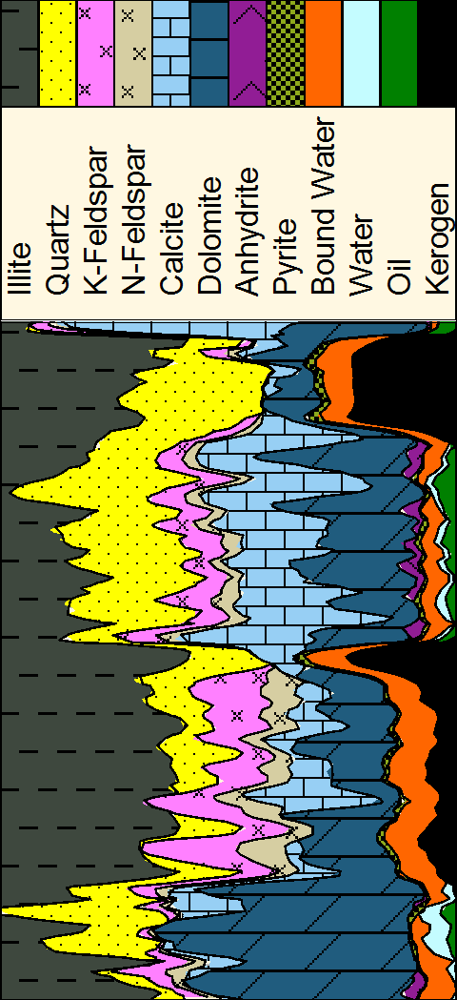 Illite
Quartz
K-Feldspar
N-Feldspar
Calcite
Dolomite
Anhydrite
Pyrite
Bound Water
Water
Oil
Kerogen